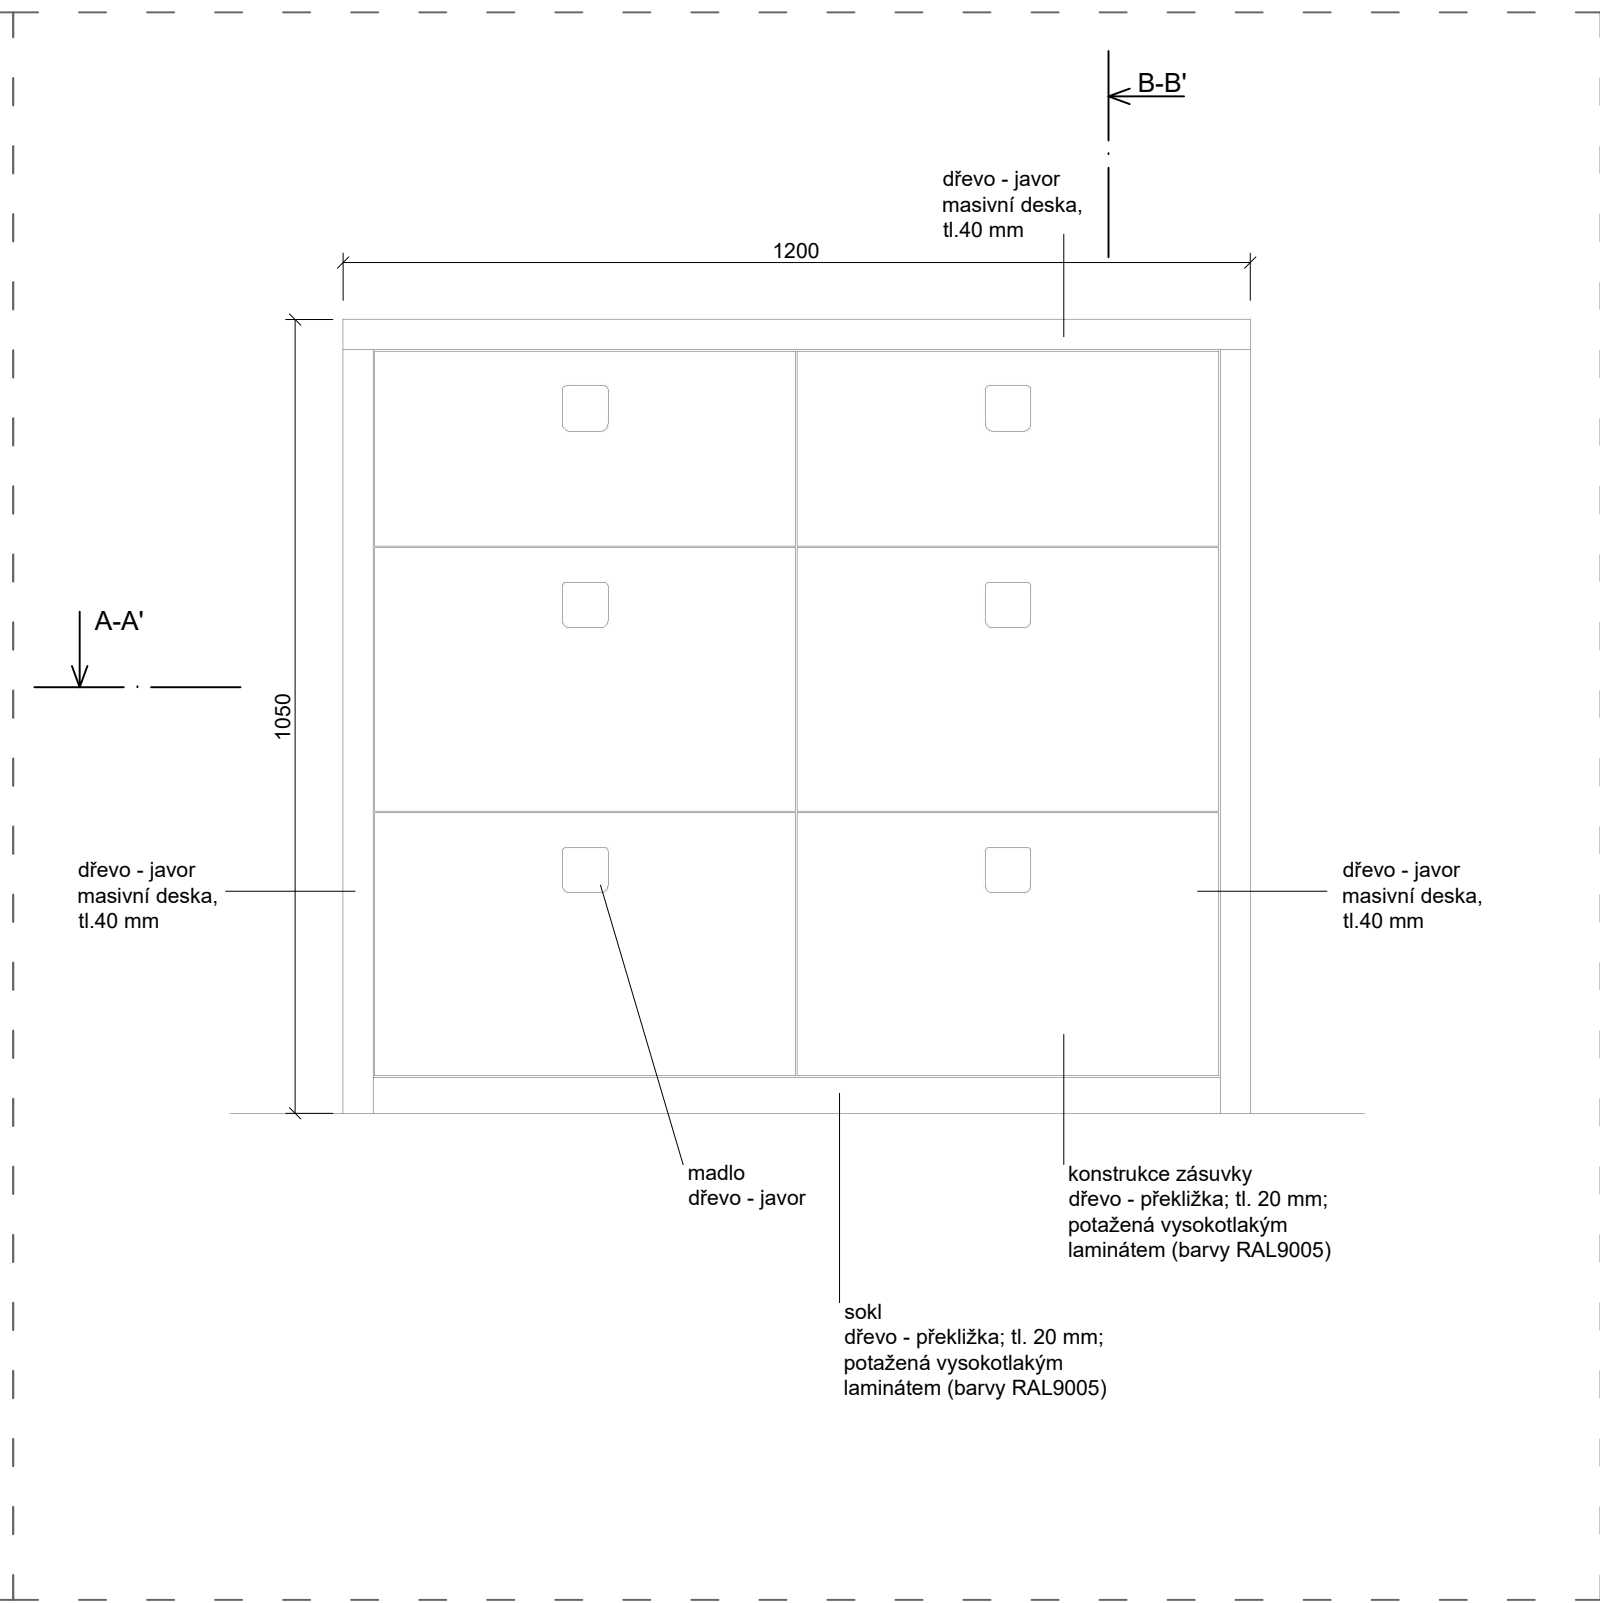 B-B'
dřevo - javor
masivní deska,
tl.40 mm
1200
A-A'
1050
dřevo - javor
masivní deska,
tl.40 mm
dřevo - javor
masivní deska,
tl.40 mm
madlo
dřevo - javor
konstrukce zásuvky
dřevo - překližka; tl. 20 mm;
potažená vysokotlakým
laminátem (barvy RAL9005)
sokl
dřevo - překližka; tl. 20 mm;
potažená vysokotlakým
laminátem (barvy RAL9005)